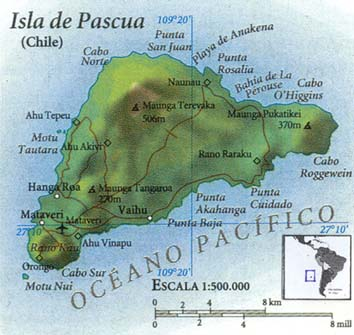 Isla de Pascua
(Chile)
109°20'
Punta
San Juan
Playa de Anakena
Cabo
Norte
Punta
Rosalia
Naunau
Bahía de La
Perouse
Cabo
O'Higgins
Maunga Terevaka
506m
Maunga Pukatikei
370m
Ahu Tepeu
Motu
Tautara
Ahu Akivi
Rano Raraku
Cabo
Roggewein
Maunga Tangaroa
270m
Hanga Roa
Punta
Cuidado
Punta
Akahanga
Vaihu
Mataveri
Mataveri
Punta Baja
27°10'
27°10'
Ahu Vinapu
Rano Kau
Orongo
Cabo Sur
Motu Nui
OCÉANO PACÍFICO
109°20'
ESCALA 1:500.000
0
8 km
0
8 mill